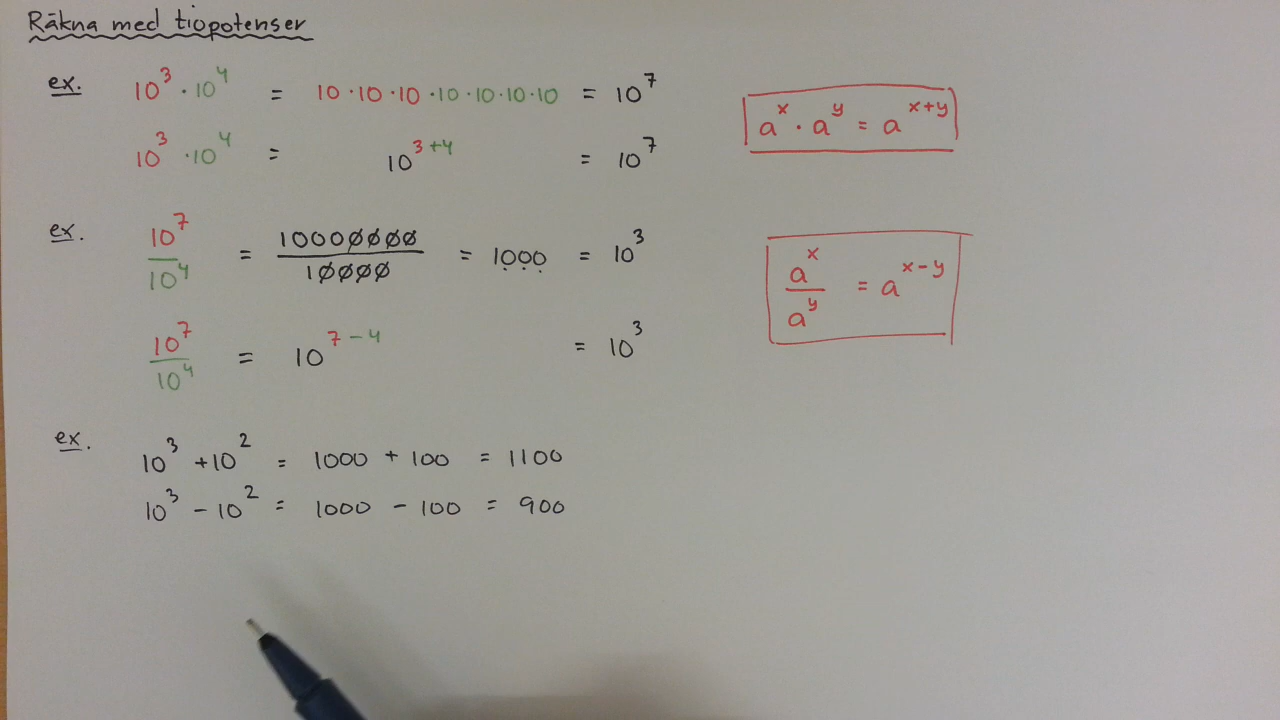 Räkna med tiopotenser
ex. 10³ · 10⁴ = 10 · 10 · 10 · 10 · 10 · 10 · 10 = 10⁷
10³ · 10⁴ = 10³⁺⁴ = 10⁷
aˣ · aʸ = aˣ⁺ʸ
ex. 10⁷/10⁴ = 10000000/10000 = 1000 = 10³
10⁷/10⁴ = 10⁷⁻⁴ = 10³
aˣ/aʸ = aˣ⁻ʸ
ex. 10³ + 10² = 1000 + 100 = 1100
10³ - 10² = 1000 - 100 = 900